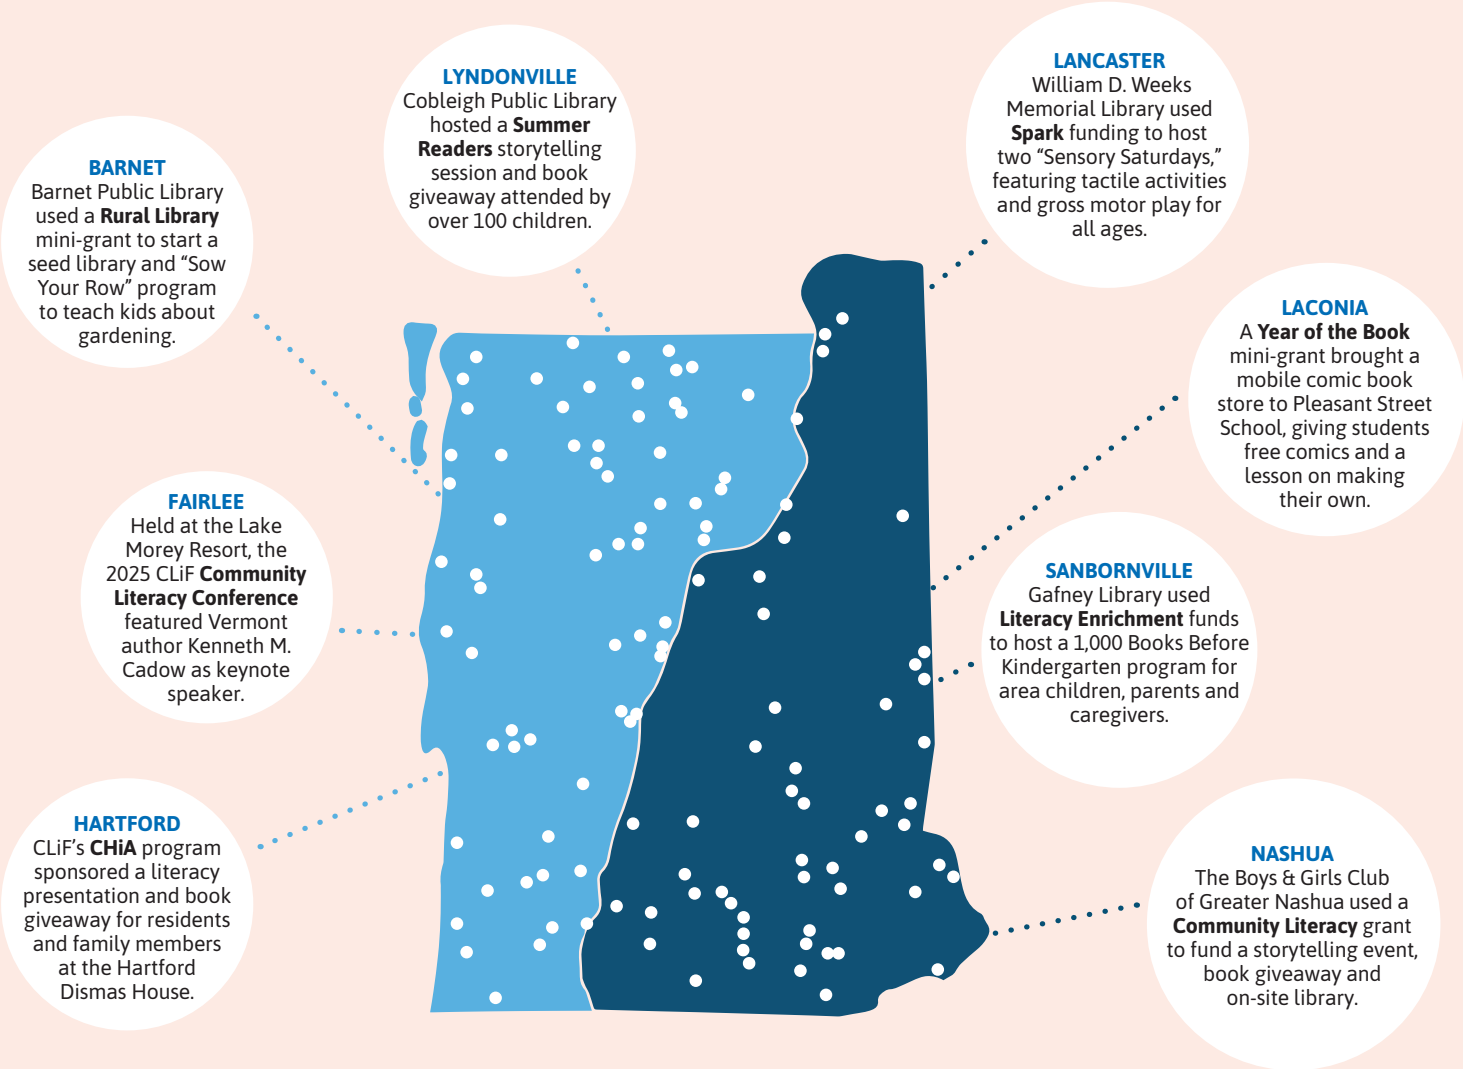 LYNDONVILLE
Cobleigh Public Library
hosted a Summer
Readers storytelling
session and book
giveaway attended by
over 100 children.
LANCASTER
William D. Weeks
Memorial Library used
Spark funding to host
two “Sensory Saturdays,”
featuring tactile activities
and gross motor play for
all ages.
BARNET
Barnet Public Library
used a Rural Library
mini-grant to start a
seed library and “Sow
Your Row” program
to teach kids about
gardening.
LACONIA
A Year of the Book
mini-grant brought a
mobile comic book
store to Pleasant Street
School, giving students
free comics and a
lesson on making
their own.
FAIRLEE
Held at the Lake
Morey Resort, the
2025 CLiF Community
Literacy Conference
featured Vermont
author Kenneth M.
Cadow as keynote
speaker.
SANBORNVILLE
Gafney Library used
Literacy Enrichment funds
to host a 1,000 Books Before
Kindergarten program for
area children, parents and
caregivers.
HARTFORD
CLiF’s CHiA program
sponsored a literacy
presentation and book
giveaway for residents
and family members
at the Hartford
Dismas House.
NASHUA
The Boys & Girls Club
of Greater Nashua used a
Community Literacy grant
to fund a storytelling event,
book giveaway and
on-site library.